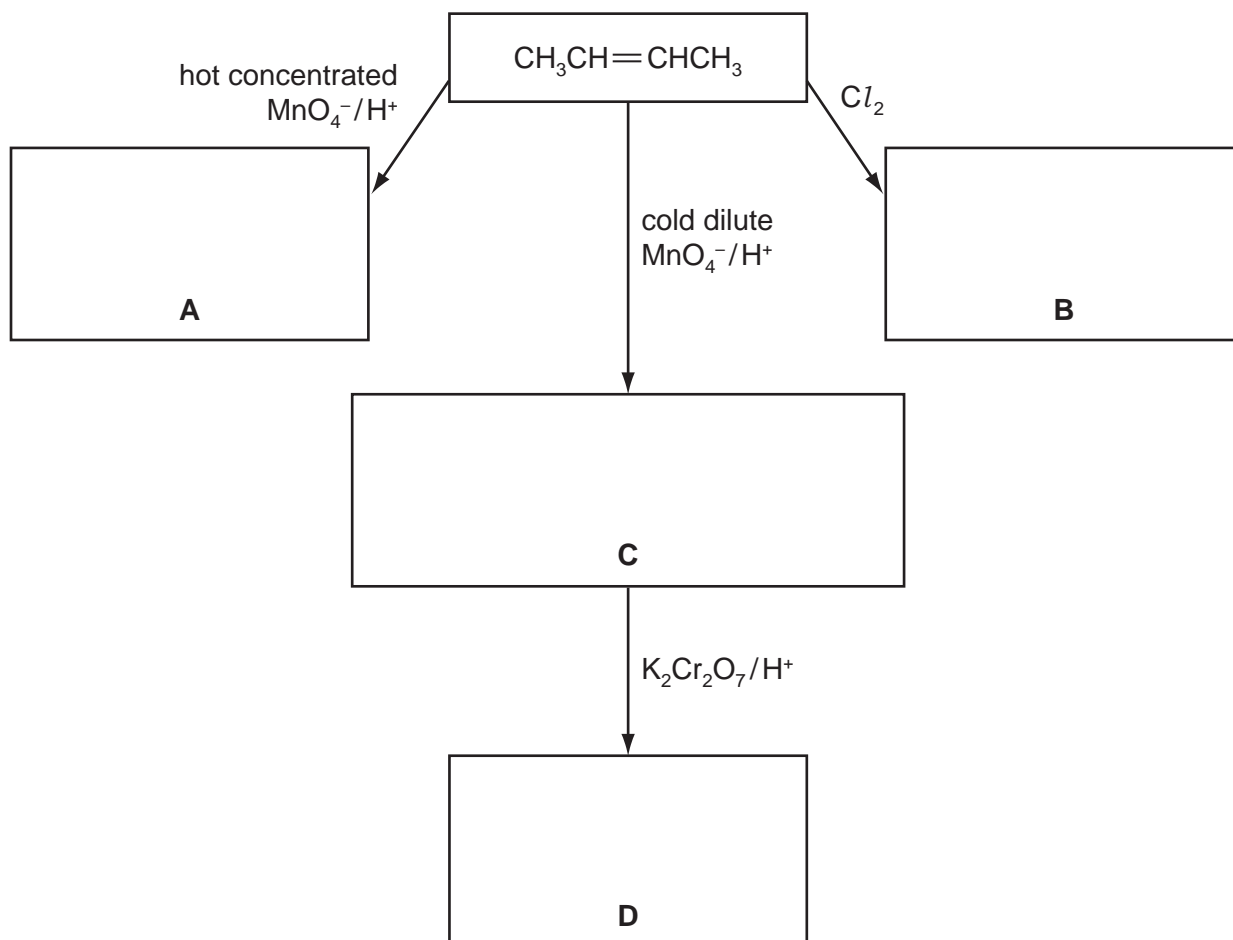 CH₃CH=CHCH₃
hot concentrated
MnO₄⁻/H⁺
Cl₂
cold dilute
MnO₄⁻/H⁺
A
B
C
K₂Cr₂O₇/H⁺
D